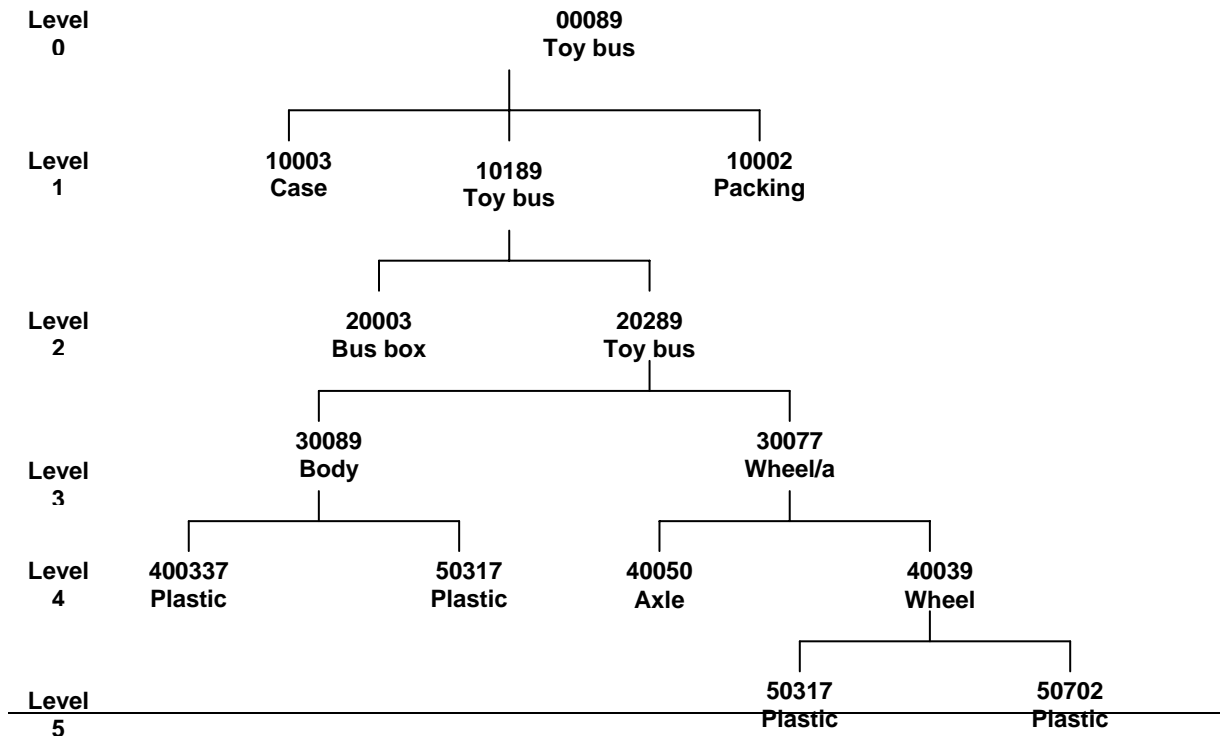 Level
0
00089
Toy bus
Level
1
10003
Case
10189
Toy bus
10002
Packing
Level
2
20003
Bus box
20289
Toy bus
Level
3
30089
Body
30077
Wheel/a
Level
4
400337
Plastic
50317
Plastic
40050
Axle
40039
Wheel
Level
5
50317
Plastic
50702
Plastic